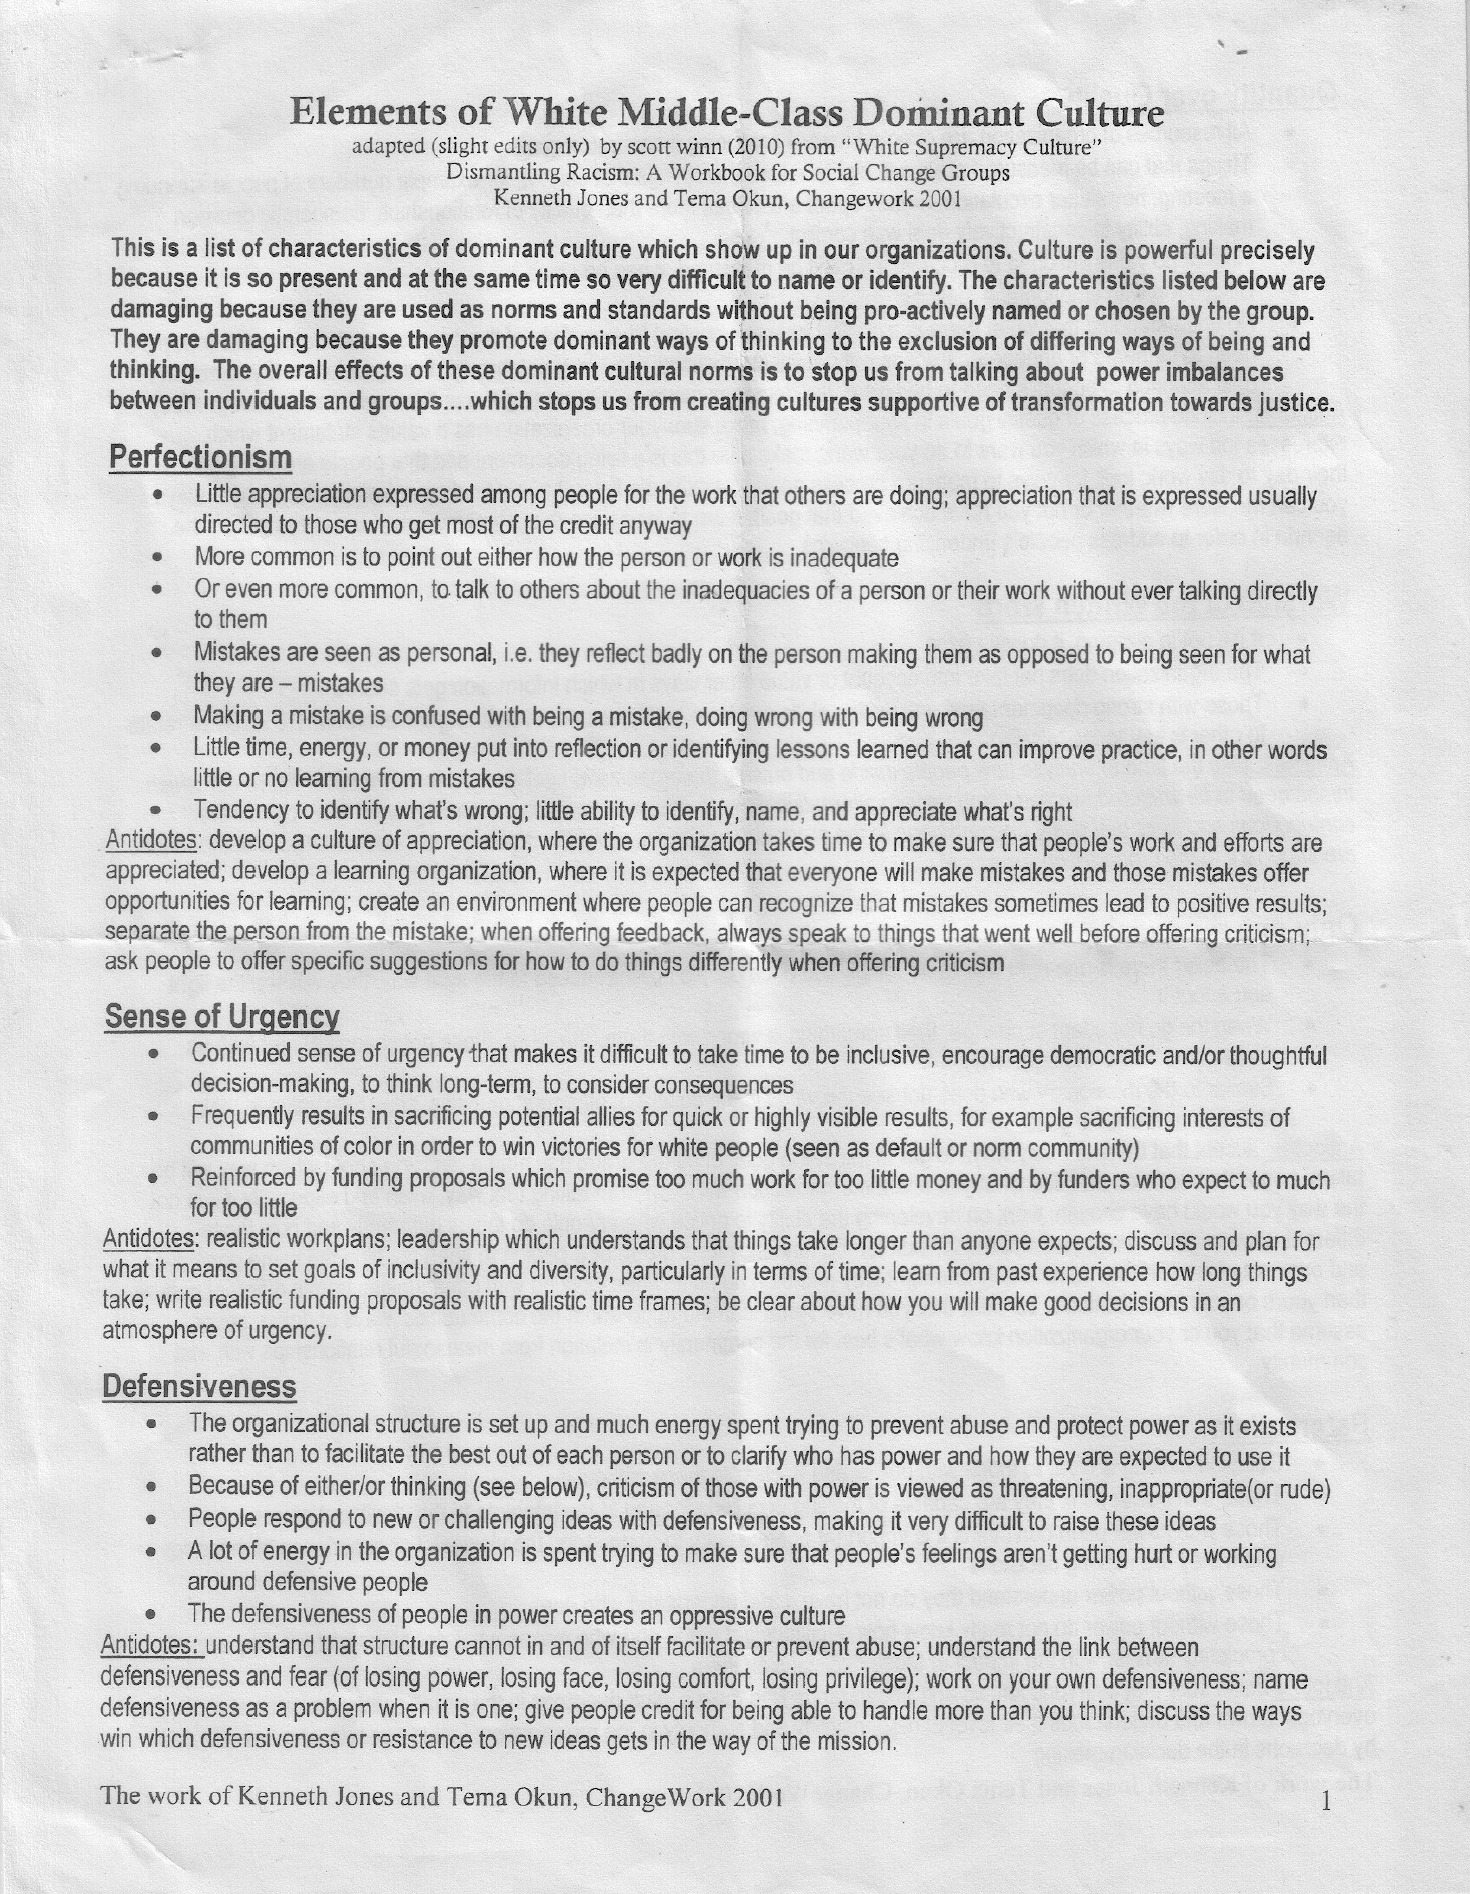 Elements of White Middle-Class Dominant Culture
adapted (slight edits only) by scott winn (2010) from “White Supremacy Culture”
Dismantling Racism: A Workbook for Social Change Groups
Kenneth Jones and Tema Okun, Changework 2001
This is a list of characteristics of dominant culture which show up in our organizations. Culture is powerful precisely
because it is so present and at the same time so very difficult to name or identify. The characteristics listed below are
damaging because they are used as norms and standards without being pro-actively named or chosen by the group.
They are damaging because they promote dominant ways of thinking to the exclusion of differing ways of being and
thinking. The overall effects of these dominant cultural norms is to stop us from talking about power imbalances
between individuals and groups....which stops us from creating cultures supportive of transformation towards justice.
Perfectionism
• Little appreciation expressed among people for the work that others are doing; appreciation that is expressed usually
directed to those who get most of the credit anyway
• More common is to point out either how the person or work is inadequate
• Or even more common, to talk to others about the inadequacies of a person or their work without ever talking directly
to them
• Mistakes are seen as personal, i.e. they reflect badly on the person making them as opposed to being seen for what
they are – mistakes
• Making a mistake is confused with being a mistake, doing wrong with being wrong
• Little time, energy, or money put into reflection or identifying lessons learned that can improve practice, in other words
little or no learning from mistakes
• Tendency to identify what's wrong; little ability to identify, name, and appreciate what's right
Antidotes: develop a culture of appreciation, where the organization takes time to make sure that people's work and efforts are
appreciated; develop a learning organization, where it is expected that everyone will make mistakes and those mistakes offer
opportunities for learning; create an environment where people can recognize that mistakes sometimes lead to positive results;
separate the person from the mistake; when offering feedback, always speak to things that went well before offering criticism;
ask people to offer specific suggestions for how to do things differently when offering criticism
Sense of Urgency
• Continued sense of urgency that makes it difficult to take time to be inclusive, encourage democratic and/or thoughtful
decision-making, to think long-term, to consider consequences
• Frequently results in sacrificing potential allies for quick or highly visible results, for example sacrificing interests of
communities of color in order to win victories for white people (seen as default or norm community)
• Reinforced by funding proposals which promise too much work for too little money and by funders who expect to much
for too little
Antidotes: realistic workplans; leadership which understands that things take longer than anyone expects; discuss and plan for
what it means to set goals of inclusivity and diversity, particularly in terms of time; learn from past experience how long things
take; write realistic funding proposals with realistic time frames; be clear about how you will make good decisions in an
atmosphere of urgency.
Defensiveness
• The organizational structure is set up and much energy spent trying to prevent abuse and protect power as it exists
rather than to facilitate the best out of each person or to clarify who has power and how they are expected to use it
• Because of either/or thinking (see below), criticism of those with power is viewed as threatening, inappropriate(or rude)
• People respond to new or challenging ideas with defensiveness, making it very difficult to raise these ideas
• A lot of energy in the organization is spent trying to make sure that people's feelings aren't getting hurt or working
around defensive people
• The defensiveness of people in power creates an oppressive culture
Antidotes: understand that structure cannot in and of itself facilitate or prevent abuse; understand the link between
defensiveness and fear (of losing power, losing face, losing comfort, losing privilege); work on your own defensiveness; name
defensiveness as a problem when it is one; give people credit for being able to handle more than you think; discuss the ways
win which defensiveness or resistance to new ideas gets in the way of the mission.
The work of Kenneth Jones and Tema Okun, ChangeWork 2001 1